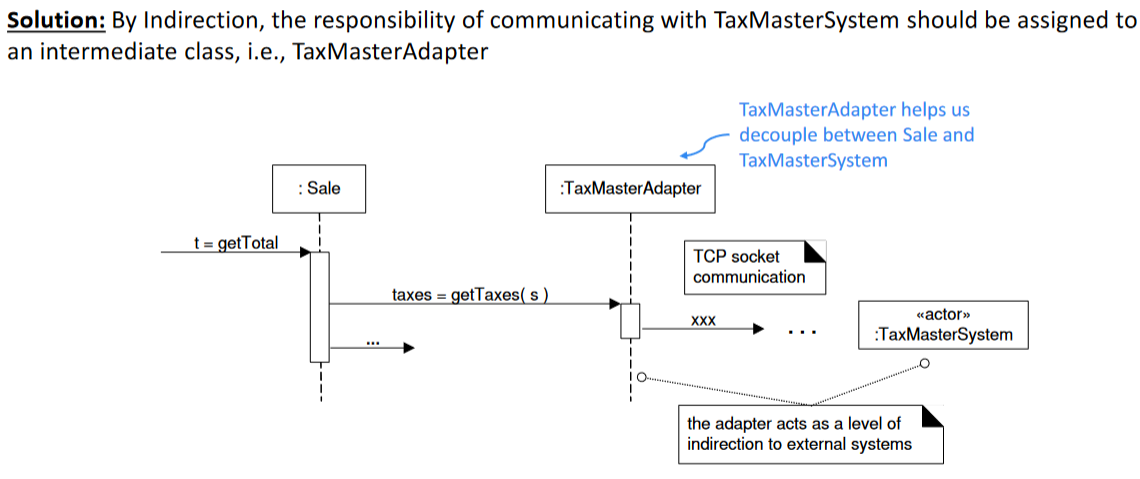 Solution: By Indirection, the responsibility of communicating with TaxMasterSystem should be assigned to
an intermediate class, i.e., TaxMasterAdapter
TaxMasterAdapter helps us
decouple between Sale and
TaxMasterSystem
: Sale
:TaxMasterAdapter
t = getTotal
TCP socket
communication
taxes = getTaxes( s )
xxx
...
«actor»
:TaxMasterSystem
...
the adapter acts as a level of
indirection to external systems